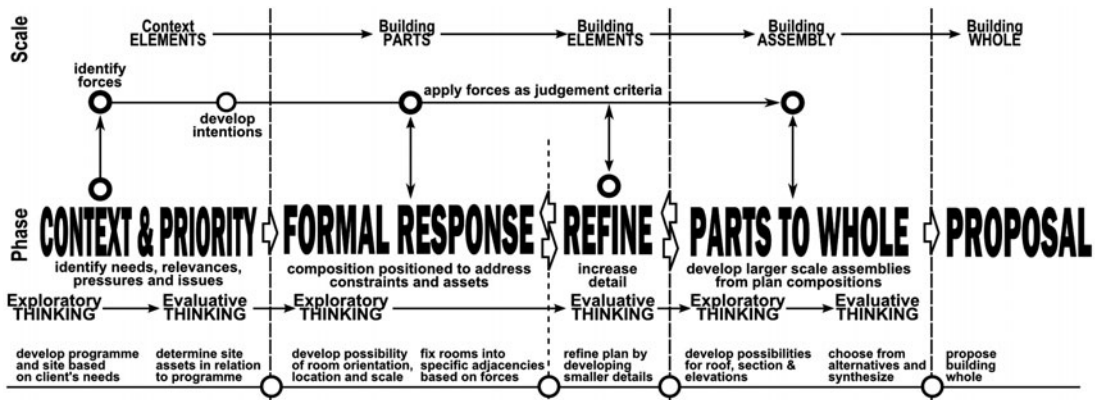 Scale
Context
ELEMENTS
Building
PARTS
Building
ELEMENTS
Building
ASSEMBLY
Building
WHOLE
identify
forces
develop
intentions
apply forces as judgement criteria
Phase
CONTEXT & PRIORITY
FORMAL RESPONSE
REFINE
PARTS TO WHOLE
PROPOSAL
identify needs, relevances,
pressures and issues
composition positioned to address
constraints and assets
increase
detail
develop larger scale assemblies
from plan compositions
Exploratory
THINKING
Evaluative
THINKING
Exploratory
THINKING
Evaluative
THINKING
Exploratory
THINKING
Evaluative
THINKING
develop programme
and site based
on client's needs
determine site
assets in relation
to programme
develop possibility
of room orientation,
location and scale
fix rooms into
specific adjacencies
based on forces
refine plan by
developing
smaller details
develop possibilities
for roof, section &
elevations
choose from
alternatives and
synthesize
propose
building
whole